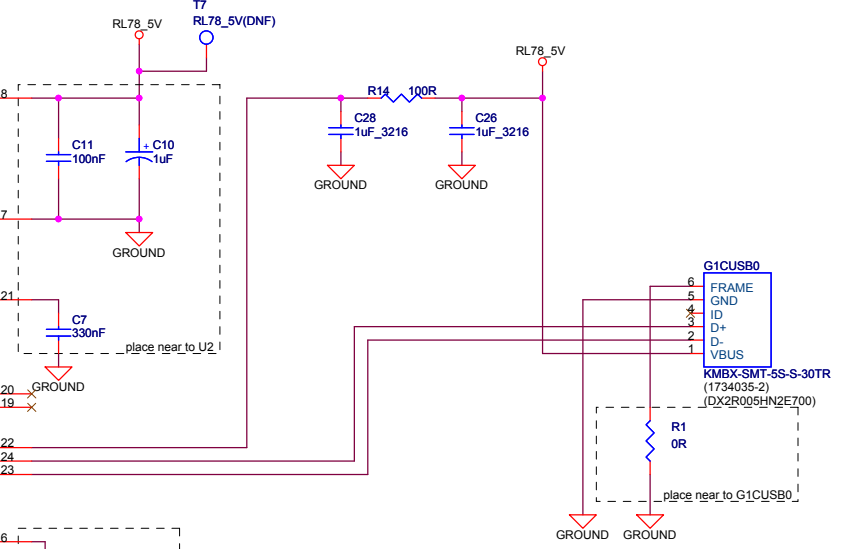 T7
RL78_5V(DNF)
RL78_5V
RL78_5V
8
R14 100R
C28
1uF_3216
C26
1uF_3216
C11
100nF
C10
1uF
+
GROUND
GROUND
7
GROUND
G1CUSB0
6 FRAME
5 GND
4 ID
3 D+
2 D-
1 VBUS
KMBX-SMT-5S-S-30TR
(1734035-2)
(DX2R005HN2E700)
21
C7
330nF
place near to U2
GROUND
20
19
22
24
23
R1
0R
place near to G1CUSB0
GROUND
GROUND
6